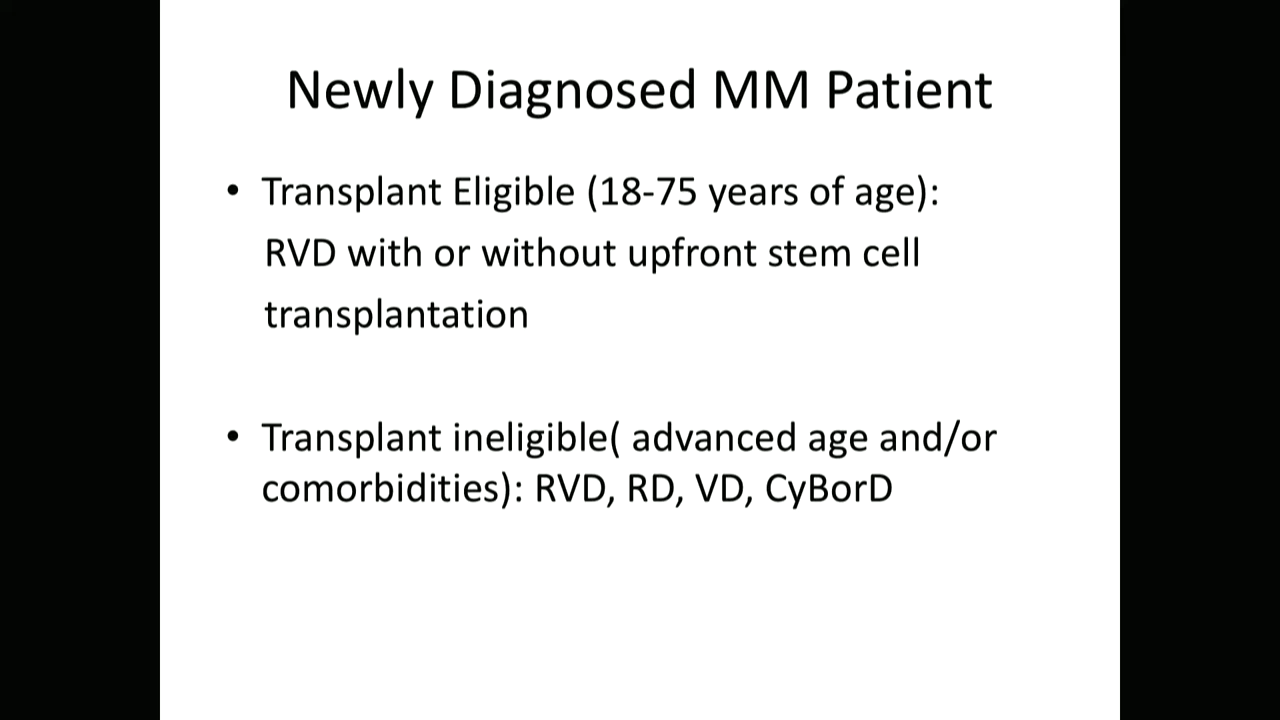 Newly Diagnosed MM Patient
• Transplant Eligible (18-75 years of age):
RVD with or without upfront stem cell
transplantation
• Transplant ineligible( advanced age and/or
comorbidities): RVD, RD, VD, CyBorD